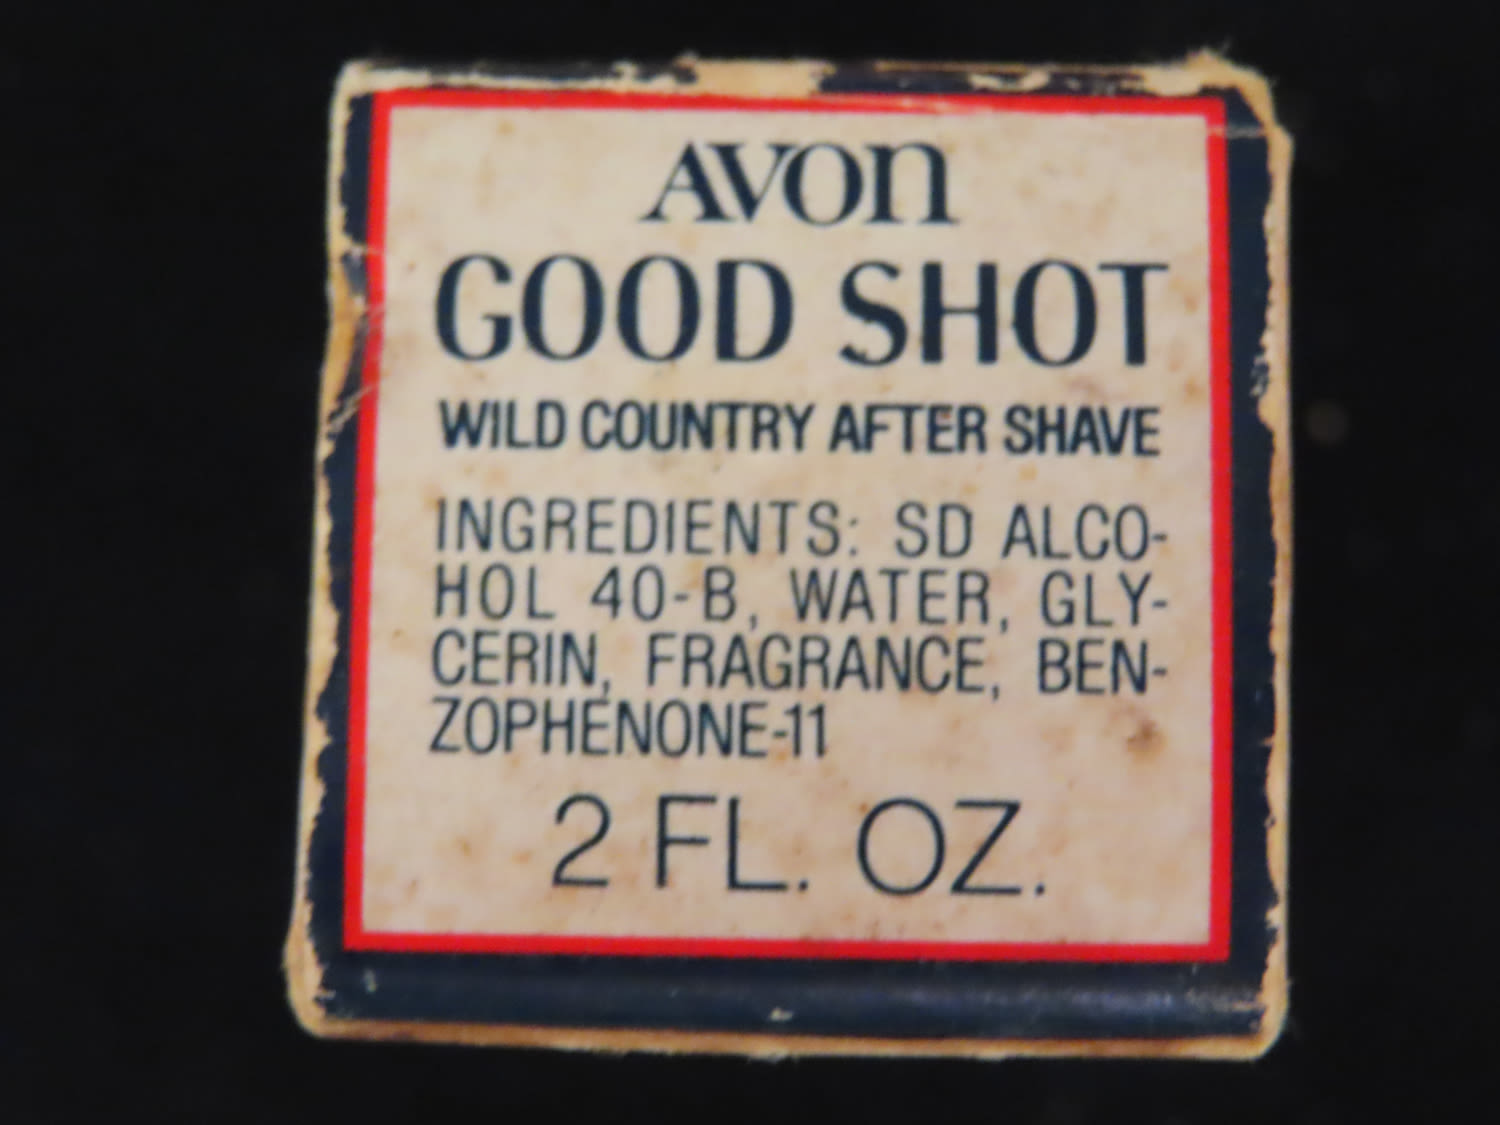 AVON
GOOD SHOT
WILD COUNTRY AFTER SHAVE
INGREDIENTS: SD ALCO-
HOL 40-B, WATER, GLY-
CERIN, FRAGRANCE, BEN-
ZOPHENONE-11
2 FL. OZ.